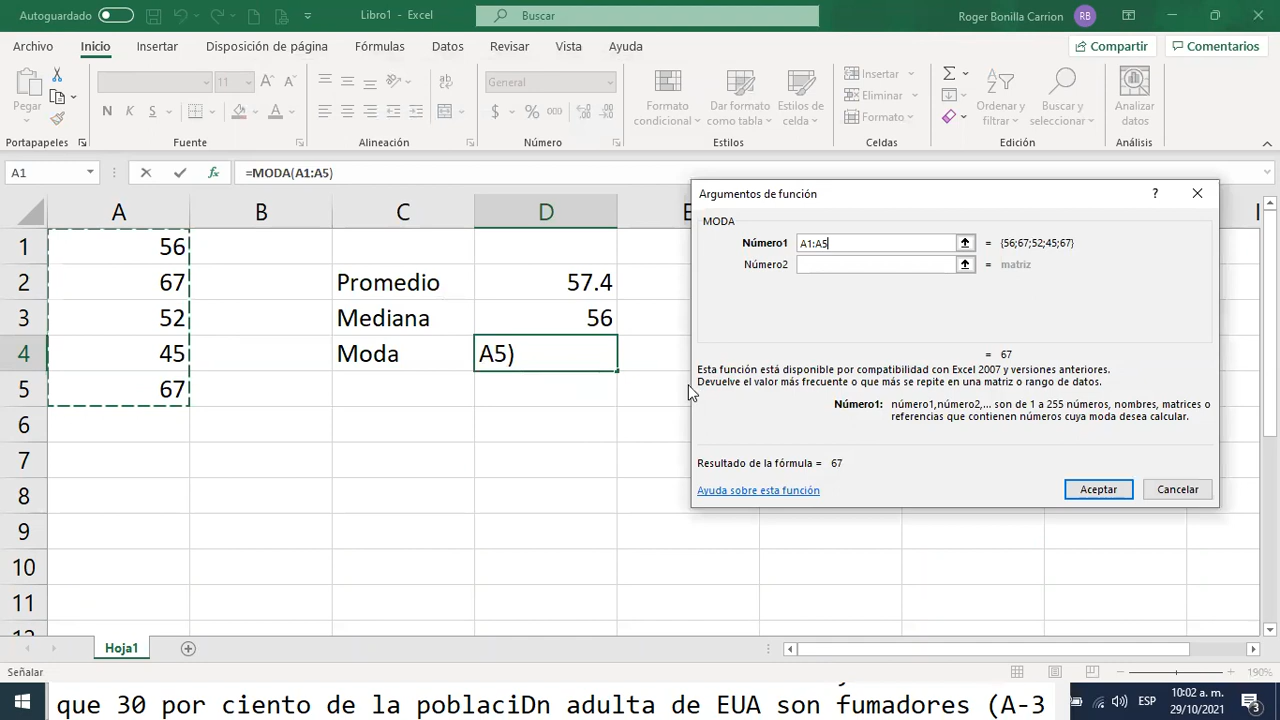 Autoguardado
Libro1 - Excel
Buscar
Roger Bonilla Carrion
RB
Archivo
Inicio
Insertar
Disposición de página
Fórmulas
Datos
Revisar
Vista
Ayuda
Compartir
Comentarios
Pegar
11
N K S
General
$ % 000
Formato condicional
Dar formato como tabla
Estilos de celda
Insertar
Eliminar
Formato
Ordenar y filtrar
Buscar y seleccionar
Analizar datos
Portapapeles
Fuente
Alineación
Número
Estilos
Celdas
Edición
Análisis
A1
fx
=MODA(A1:A5)
A B C D E I
1 56
2 67 Promedio 57.4
3 52 Mediana 56
4 45 Moda A5)
5 67
6
7
8
9
10
11
12
Argumentos de función
?
MODA
Número1 A1:A5 = {56;67;52;45;67}
Número2 = matriz
= 67
Esta función está disponible por compatibilidad con Excel 2007 y versiones anteriores.
Devuelve el valor más frecuente o que más se repite en una matriz o rango de datos.
Número1: número1,número2,... son de 1 a 255 números, nombres, matrices o
referencias que contienen números cuya moda desea calcular.
Resultado de la fórmula = 67
Ayuda sobre esta función
Aceptar
Cancelar
Hoja1
Señalar
190%
que 30 por ciento de la poblaciDn adulta de EUA son fumadores (A-3
ESP
10:02 a. m.
29/10/2021
3